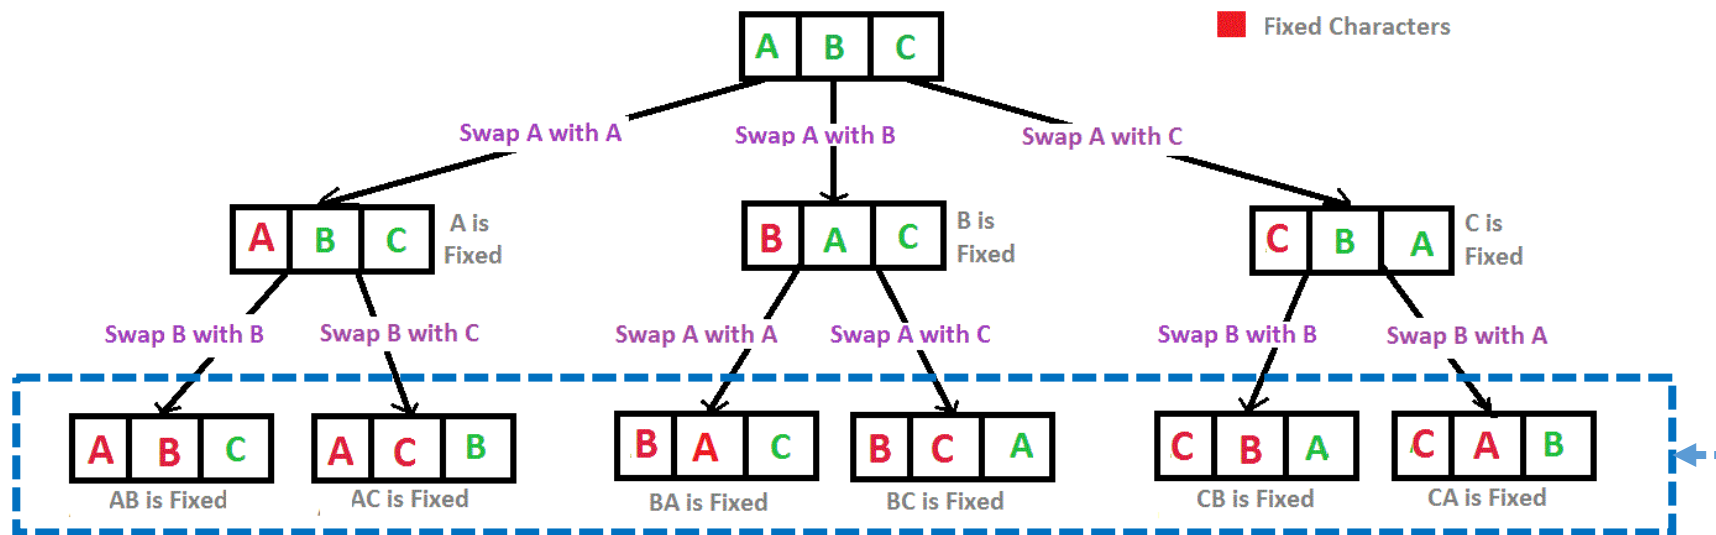 A B C
Fixed Characters
Swap A with A
Swap A with B
Swap A with C
A B C
A is
Fixed
B A C
B is
Fixed
C B A
C is
Fixed
Swap B with B
Swap B with C
Swap A with A
Swap A with C
Swap B with B
Swap B with A
A B C
A C B
B A C
B C A
C B A
C A B
AB is Fixed
AC is Fixed
BA is Fixed
BC is Fixed
CB is Fixed
CA is Fixed